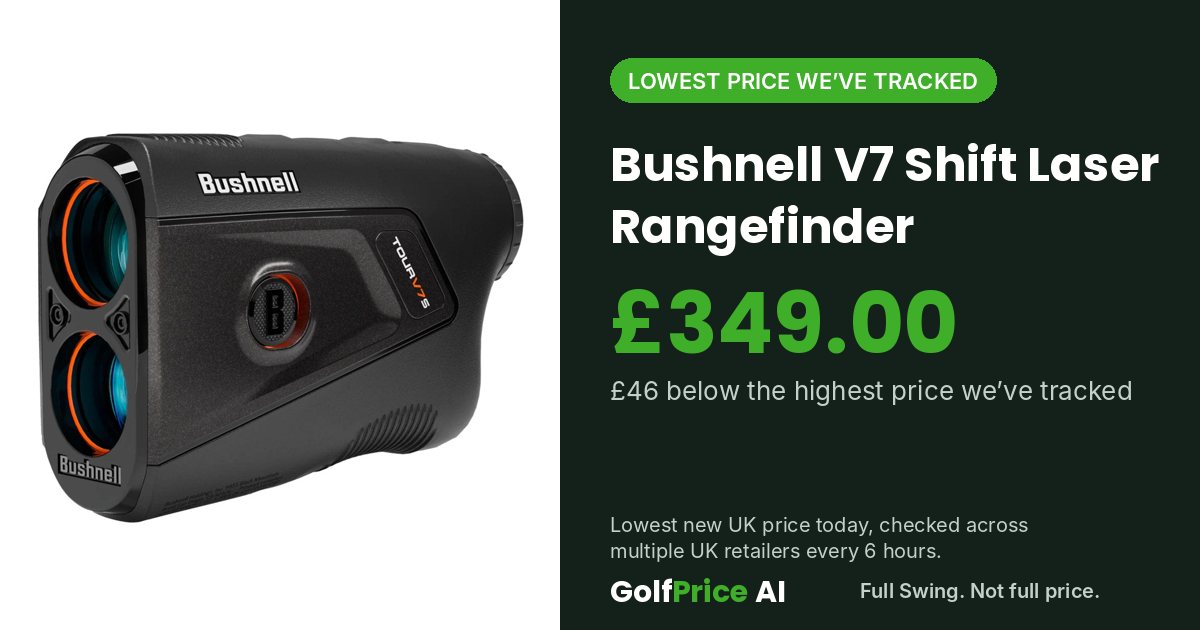 Bushnell
TOUR V7 S
Bushnell
LOWEST PRICE WE’VE TRACKED
Bushnell V7 Shift Laser
Rangefinder
£349.00
£46 below the highest price we’ve tracked
Lowest new UK price today, checked across
multiple UK retailers every 6 hours.
GolfPrice AI
Full Swing. Not full price.